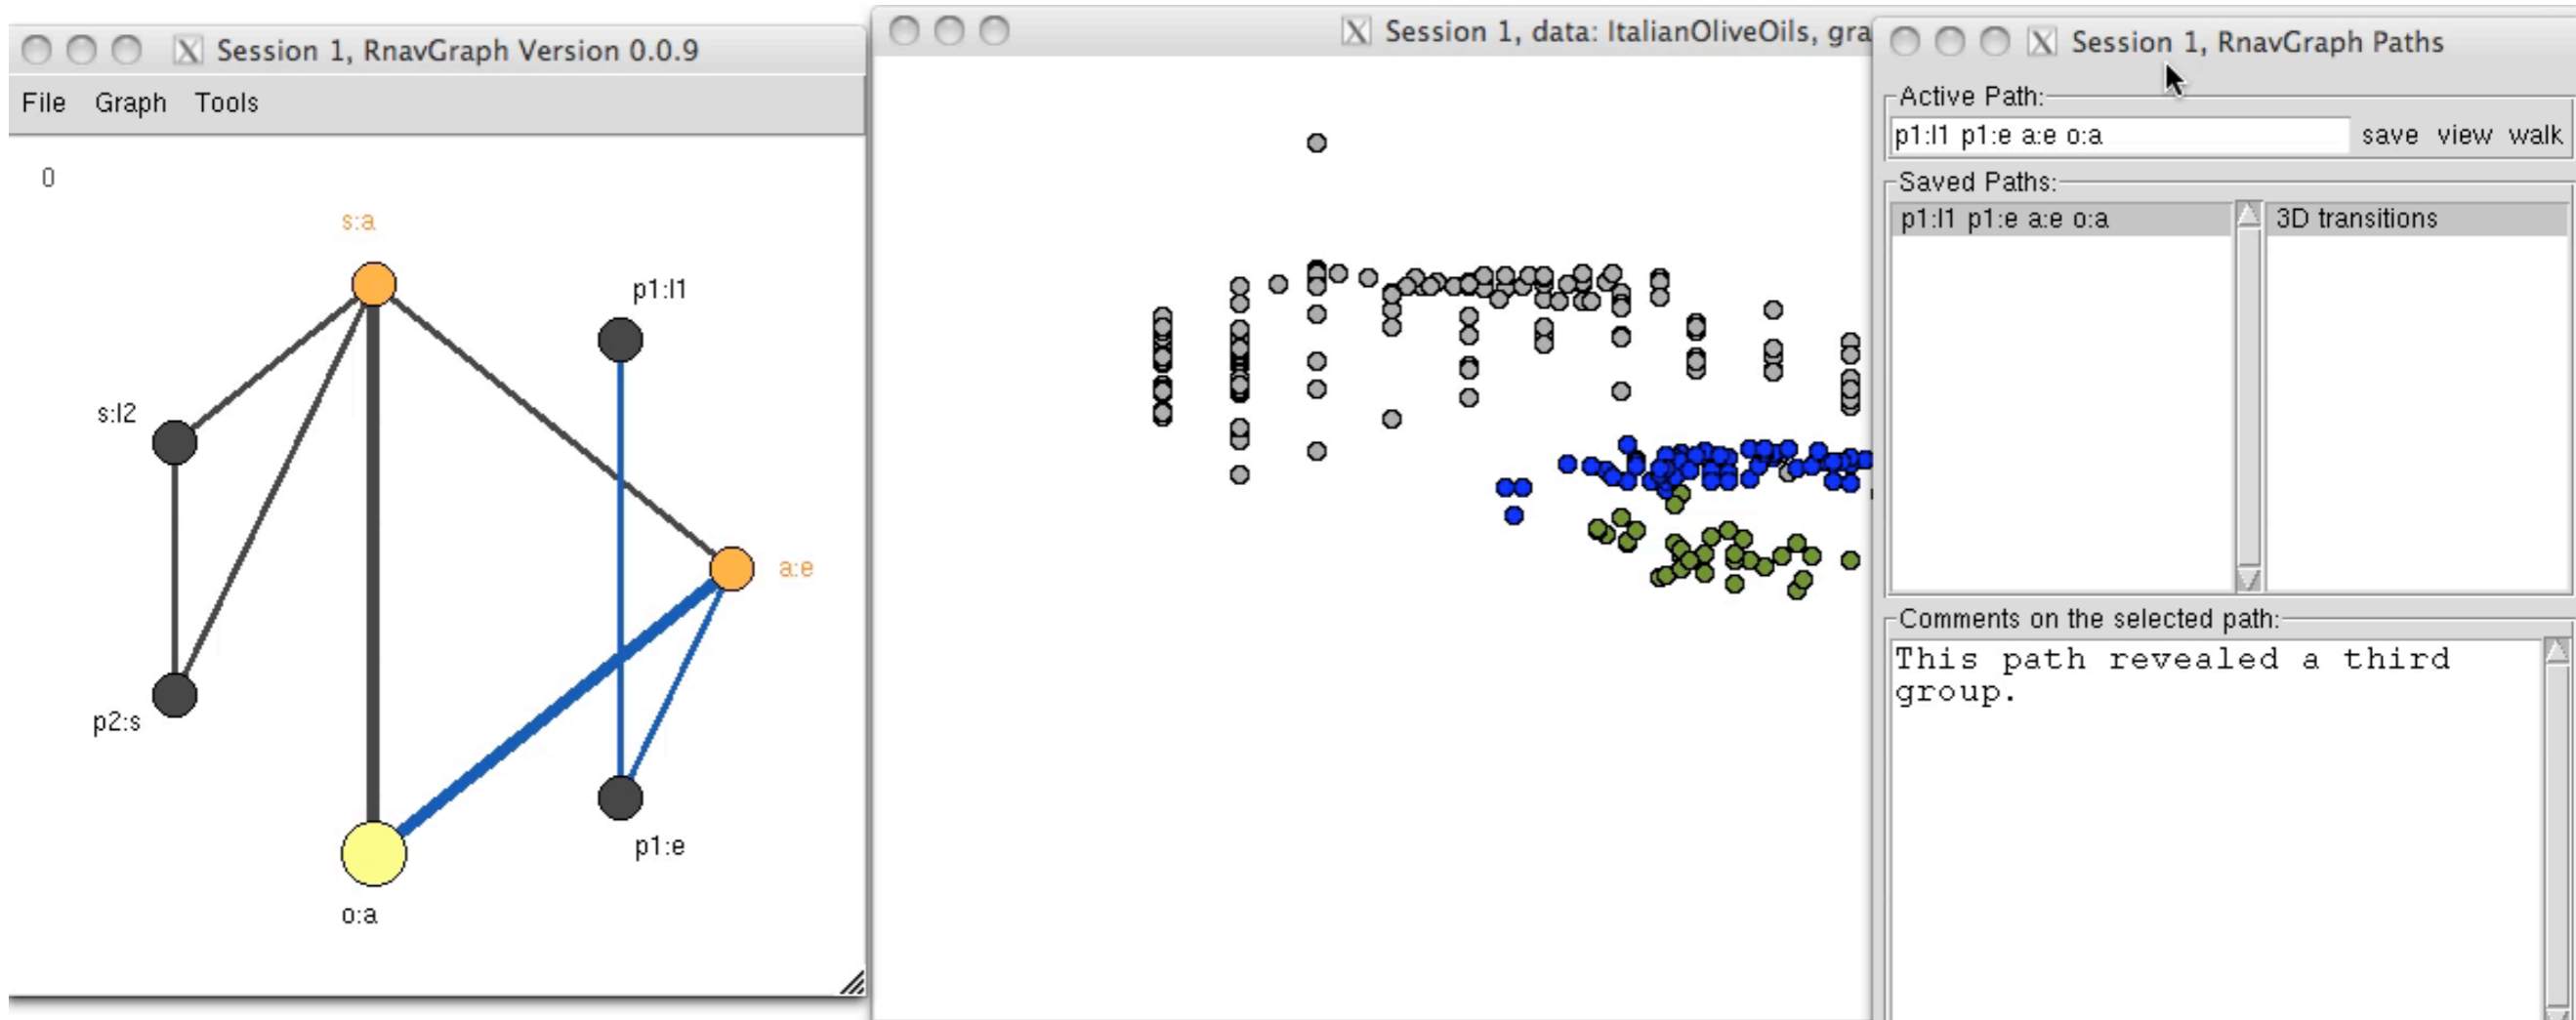 Session 1, RnavGraph Version 0.0.9
File Graph Tools
0
s:a
p1:l1
s:l2
a:e
p2:s
p1:e
o:a
Session 1, data: ItalianOliveOils, gra
Session 1, RnavGraph Paths
Active Path:
p1:l1 p1:e a:e o:a save view walk
Saved Paths:
p1:l1 p1:e a:e o:a 3D transitions
Comments on the selected path:
This path revealed a third
group.